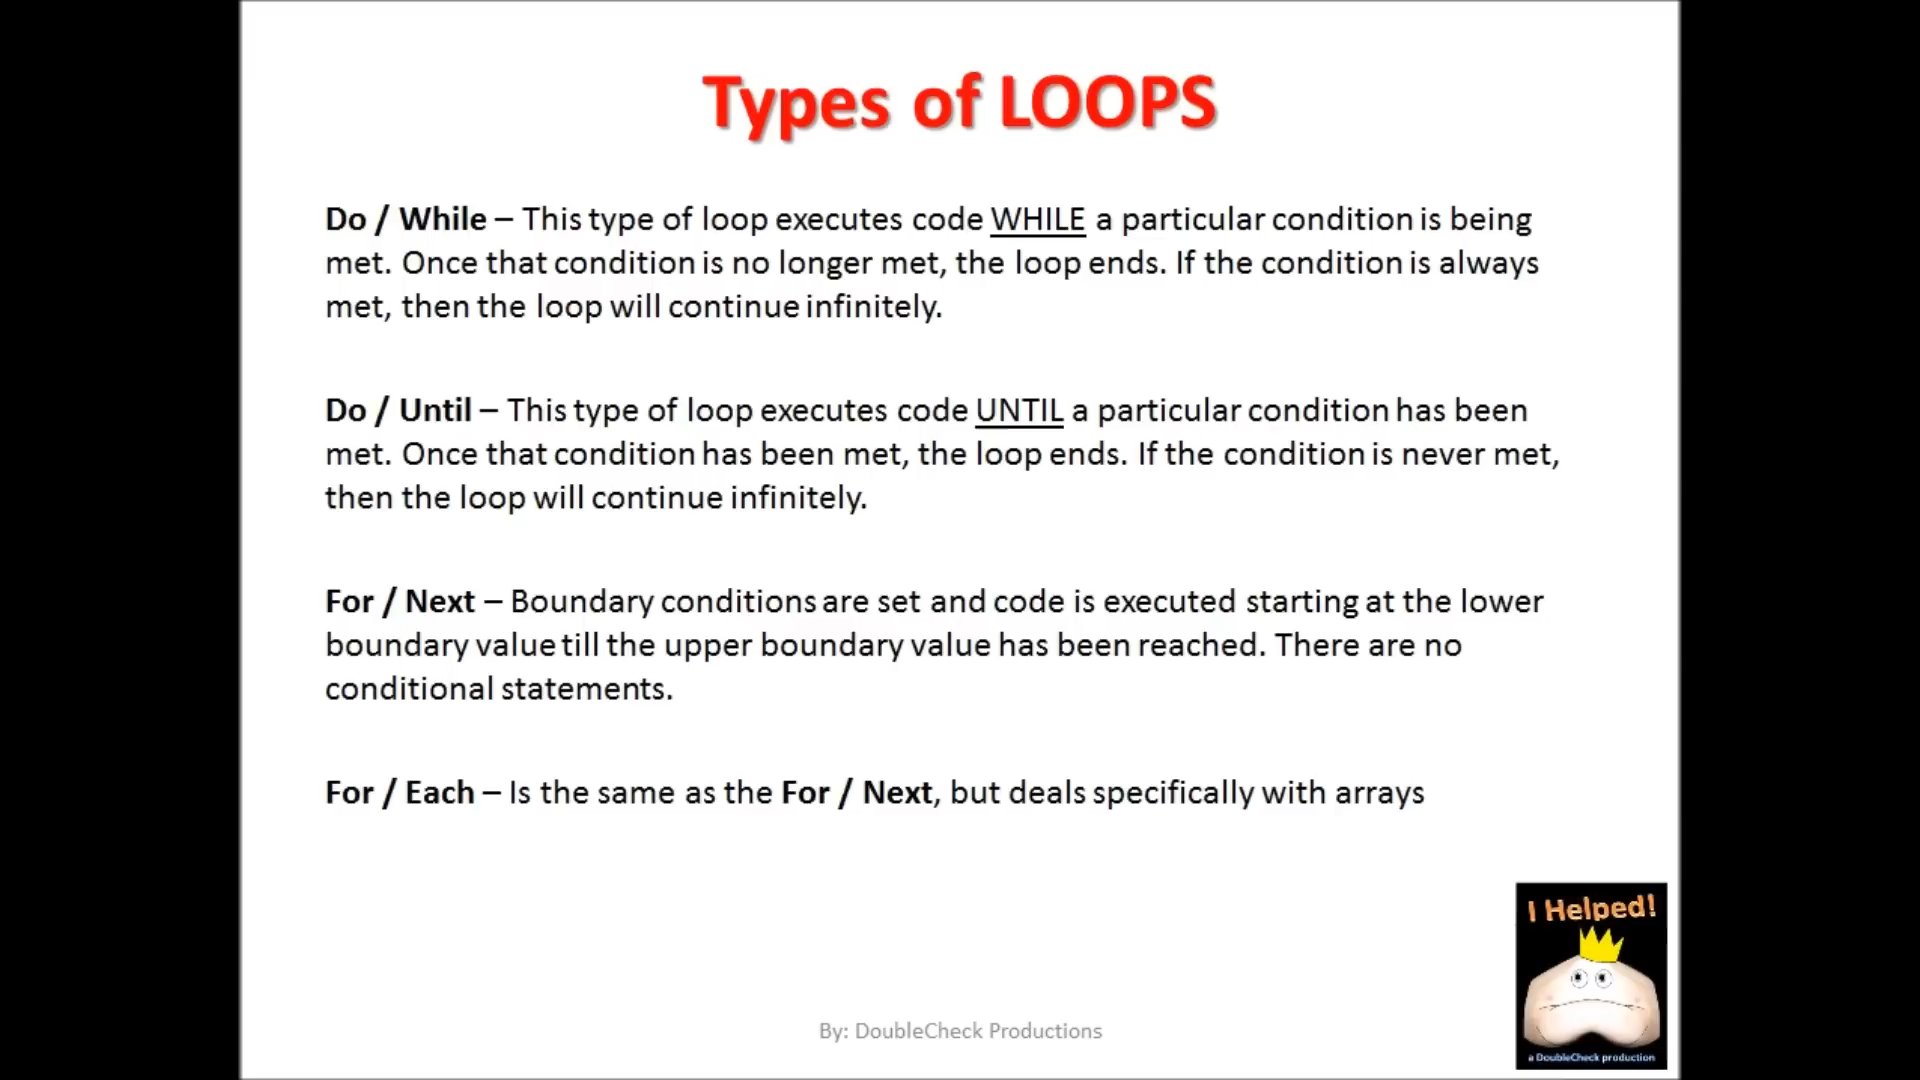 Types of LOOPS
Do / While – This type of loop executes code WHILE a particular condition is being
met. Once that condition is no longer met, the loop ends. If the condition is always
met, then the loop will continue infinitely.
Do / Until – This type of loop executes code UNTIL a particular condition has been
met. Once that condition has been met, the loop ends. If the condition is never met,
then the loop will continue infinitely.
For / Next – Boundary conditions are set and code is executed starting at the lower
boundary value till the upper boundary value has been reached. There are no
conditional statements.
For / Each – Is the same as the For / Next, but deals specifically with arrays
I Helped!
a DoubleCheck production
By: DoubleCheck Productions